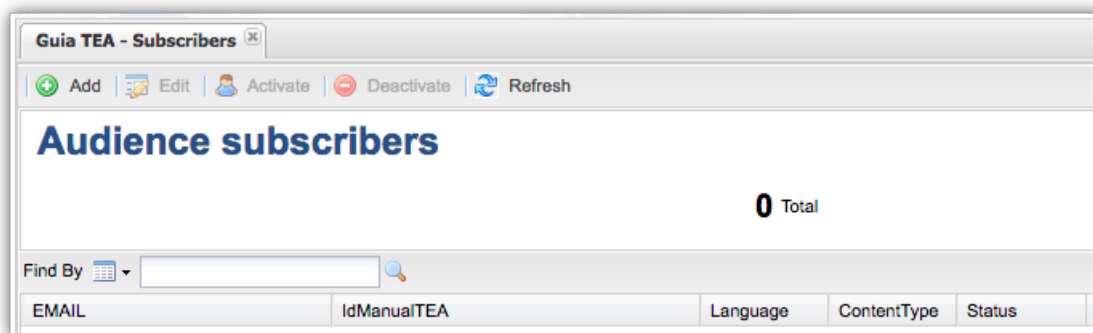 Guia TEA - Subscribers
Add Edit Activate Deactivate Refresh
Audience subscribers
0 Total
Find By
EMAIL IdManualTEA Language ContentType Status